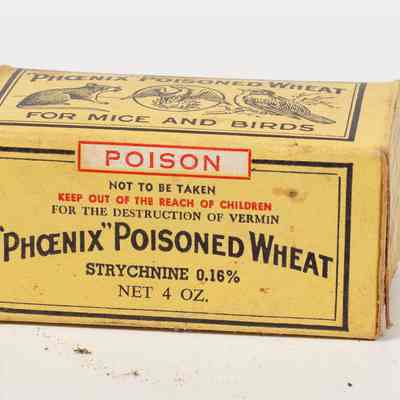 "PHŒNIX" POISONED WHEAT
FOR MICE AND BIRDS
POISON
NOT TO BE TAKEN
KEEP OUT OF THE REACH OF CHILDREN
FOR THE DESTRUCTION OF VERMIN
"PHŒNIX" POISONED WHEAT
STRYCHNINE 0.16%
NET 4 OZ.